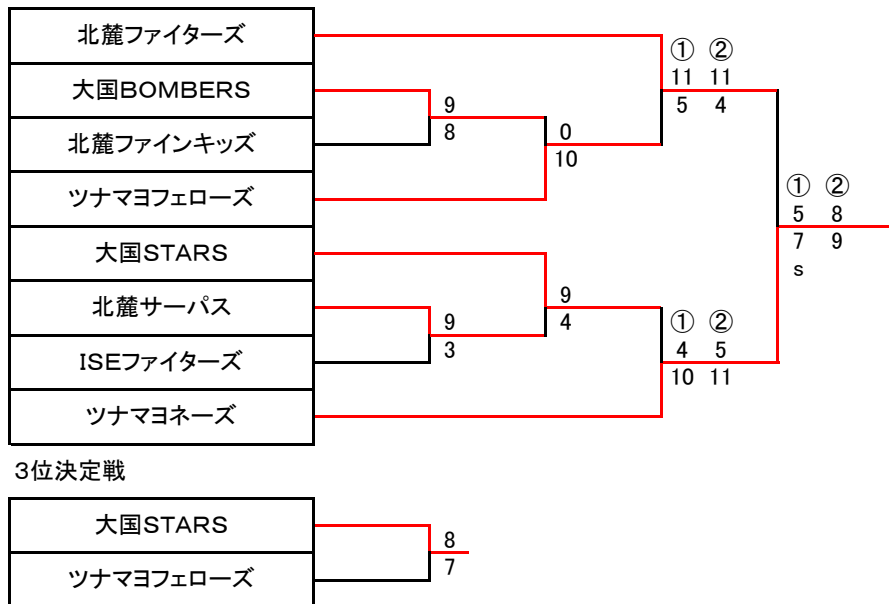 北麓ファイターズ
① ②
11 11
大国BOMBERS
5 4
9
8
北麓ファインキッズ
0
10
ツナマヨフェローズ
① ②
5 8
7 9
s
大国STARS
北麓サーパス
9
4
9
3
① ②
ISEファイターズ
4 5
10 11
ツナマヨネーズ
3位決定戦
大国STARS
8
7
ツナマヨフェローズ